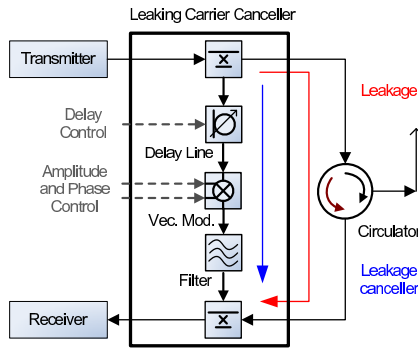 Leaking Carrier Canceller
Transmitter
Leakage
Delay
Control
Delay Line
Amplitude
and Phase
Control
Vec. Mod.
Circulator
Filter
Leakage
canceller
Receiver